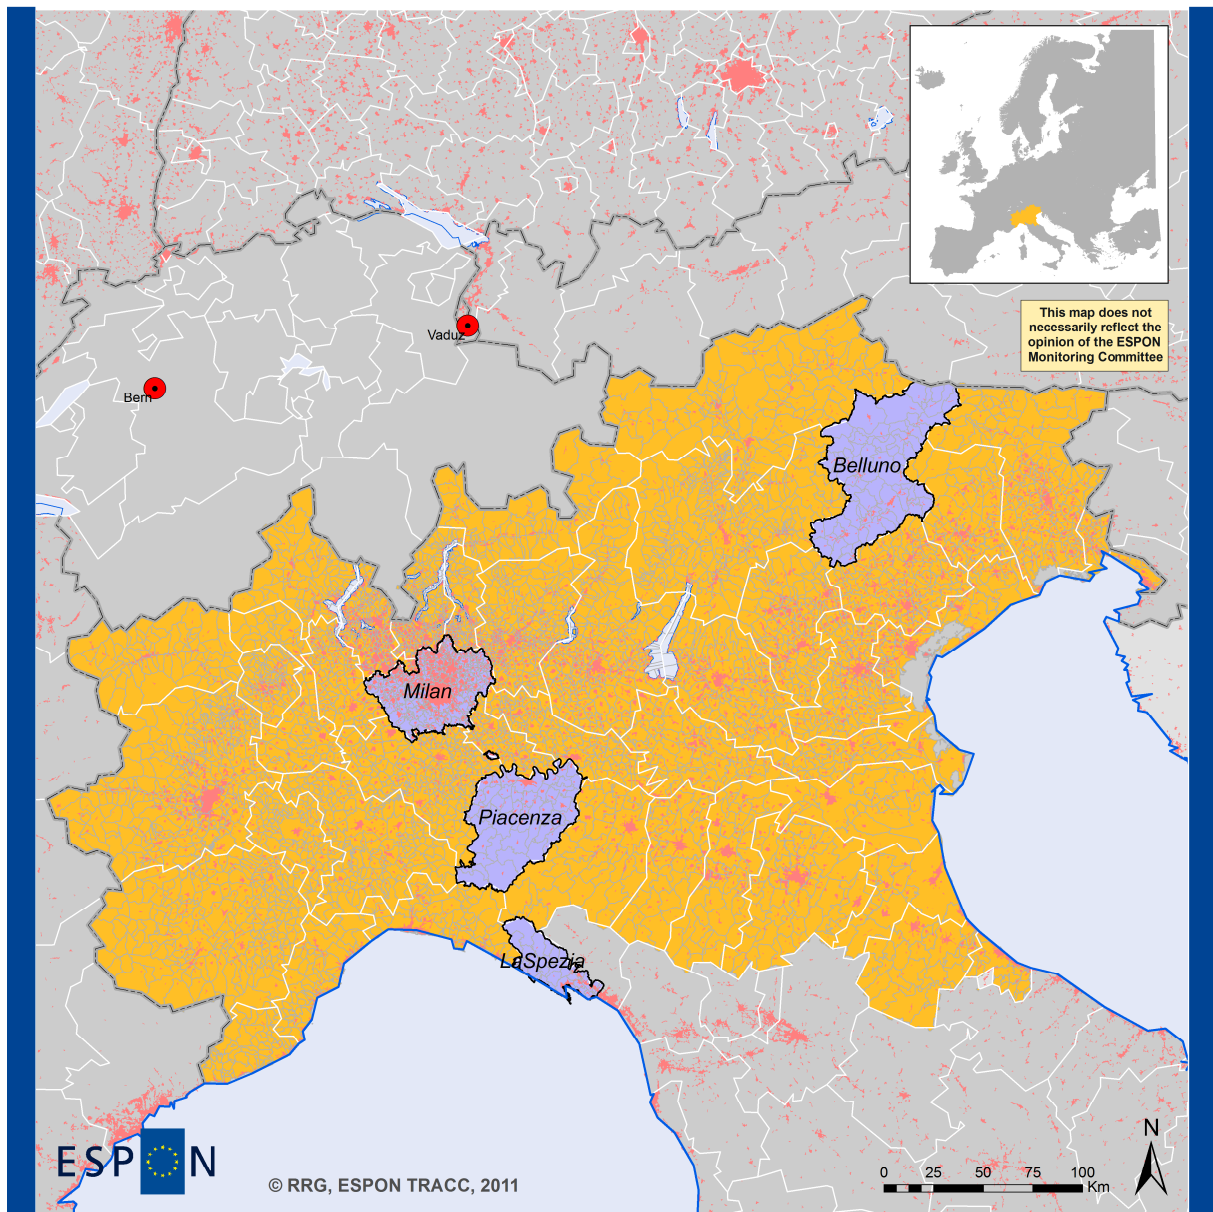 This map does not
necessarily reflect the
opinion of the ESPON
Monitoring Committee
Vaduz
Bern
Belluno
Milan
Piacenza
LaSpezia
ESPON
© RRG, ESPON TRACC, 2011
N
0 25 50 75 100
Km